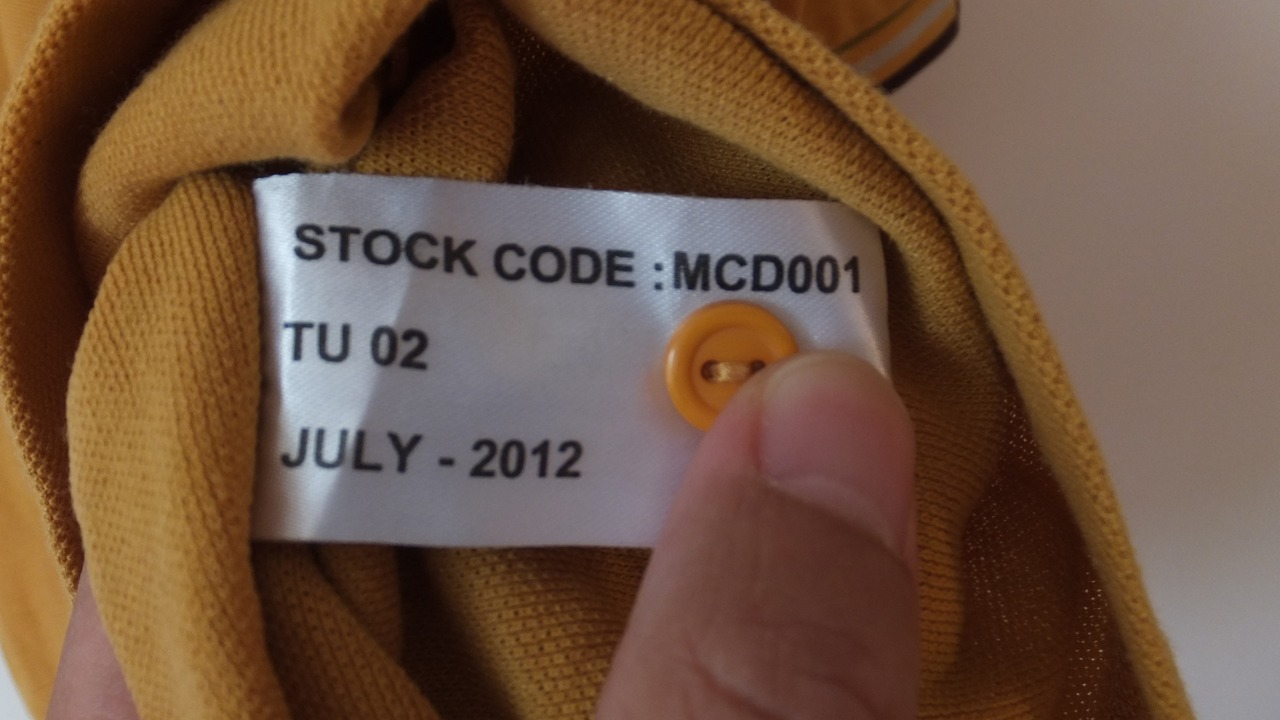 STOCK CODE :MCD001
TU 02
JULY - 2012